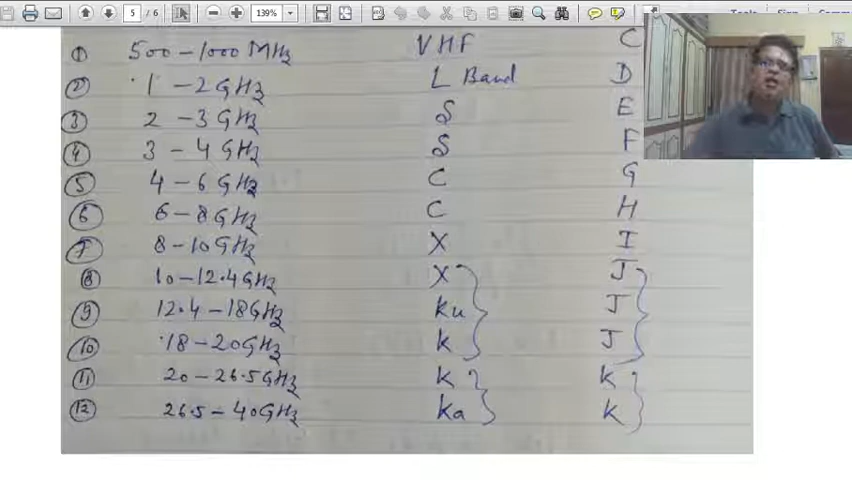 5 / 6 139% Tools Sign
① 500 – 1000 MHz VHF C
② 1 – 2 GHz L Band D
③ 2 – 3 GHz S E
④ 3 – 4 GHz S F
⑤ 4 – 6 GHz C G
⑥ 6 – 8 GHz C H
⑦ 8 – 10 GHz X I
⑧ 10 – 12.4 GHz X J
⑨ 12.4 – 18 GHz Ku J
⑩ 18 – 20 GHz K J
⑪ 20 – 26.5 GHz K K
⑫ 26.5 – 40 GHz Ka K